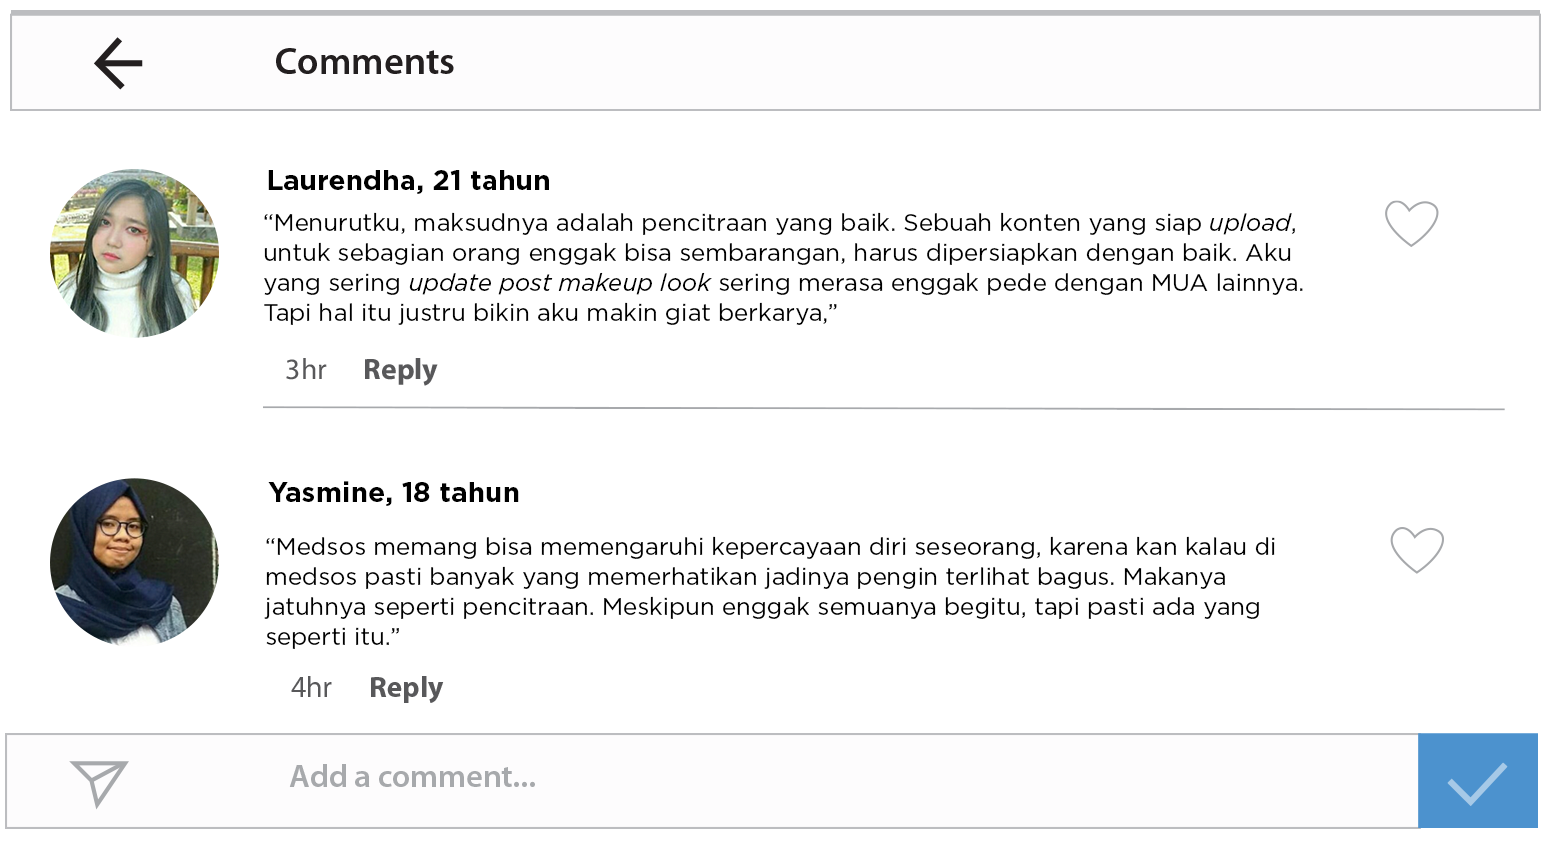 Comments
Laurendha, 21 tahun
“Menurutku, maksudnya adalah pencitraan yang baik. Sebuah konten yang siap upload,
untuk sebagian orang enggak bisa sembarangan, harus dipersiapkan dengan baik. Aku
yang sering update post makeup look sering merasa enggak pede dengan MUA lainnya.
Tapi hal itu justru bikin aku makin giat berkarya,”
3hr Reply
Yasmine, 18 tahun
“Medsos memang bisa memengaruhi kepercayaan diri seseorang, karena kan kalau di
medsos pasti banyak yang memerhatikan jadinya pengin terlihat bagus. Makanya
jatuhnya seperti pencitraan. Meskipun enggak semuanya begitu, tapi pasti ada yang
seperti itu.”
4hr Reply
Add a comment...